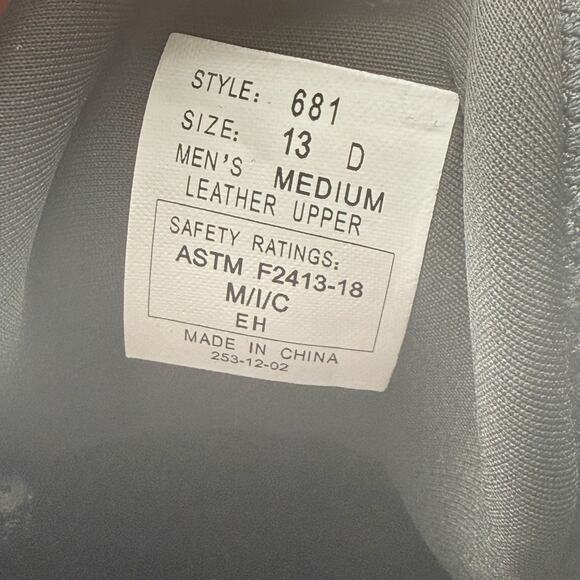 STYLE: 681
SIZE: 13 D
MEN'S MEDIUM
LEATHER UPPER
SAFETY RATINGS:
ASTM F2413-18
M/I/C
EH
MADE IN CHINA
253-12-02